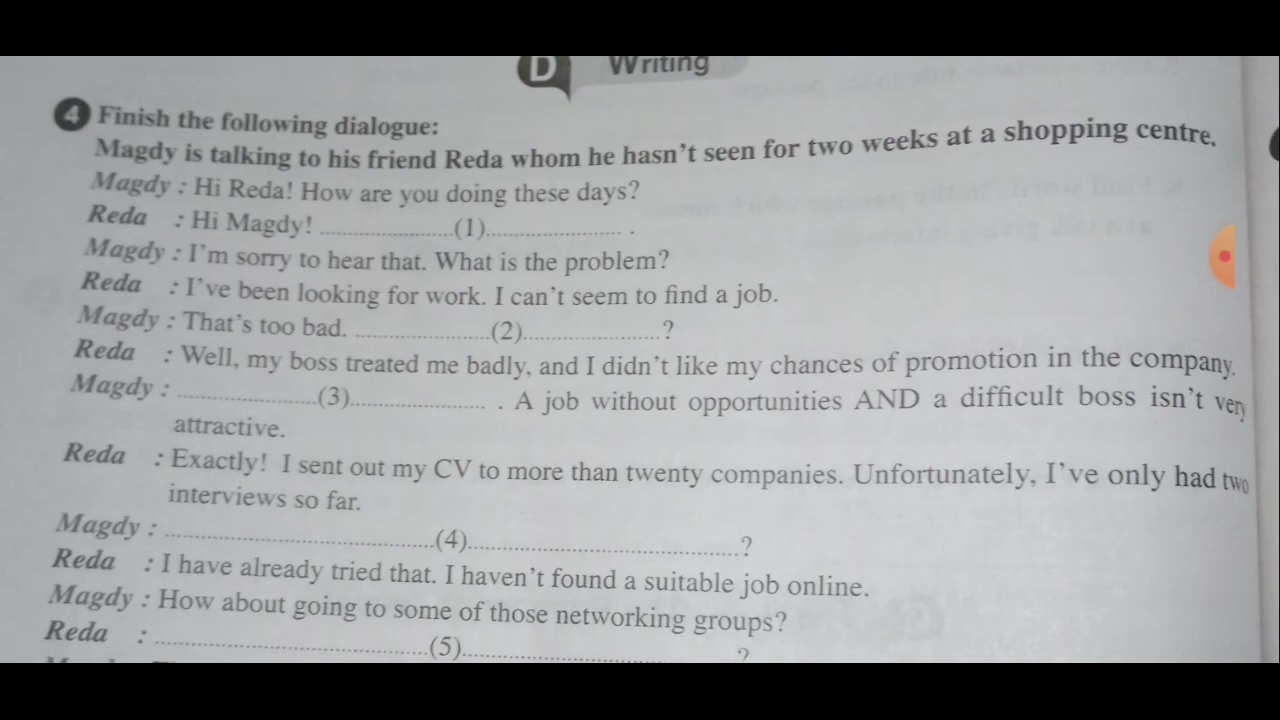 D Writing
4 Finish the following dialogue:
Magdy is talking to his friend Reda whom he hasn't seen for two weeks at a shopping centre.
Magdy : Hi Reda! How are you doing these days?
Reda : Hi Magdy! ........................(1)........................ .
Magdy : I'm sorry to hear that. What is the problem?
Reda : I've been looking for work. I can't seem to find a job.
Magdy : That's too bad. ........................(2)........................?
Reda : Well, my boss treated me badly, and I didn't like my chances of promotion in the company.
Magdy : ........................(3)........................ . A job without opportunities AND a difficult boss isn't very
attractive.
Reda : Exactly! I sent out my CV to more than twenty companies. Unfortunately, I've only had two
interviews so far.
Magdy : ................................................(4)................................................?
Reda : I have already tried that. I haven't found a suitable job online.
Magdy : How about going to some of those networking groups?
Reda : ................................................(5)................................................?